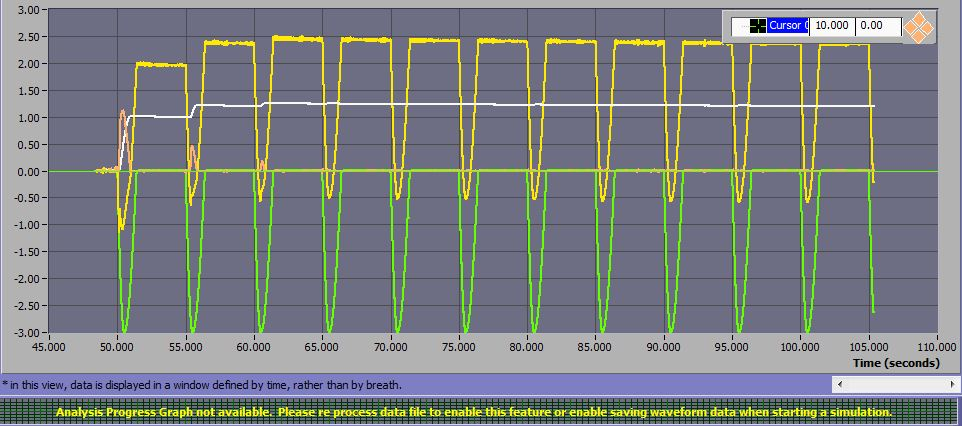 3.00
Cursor 0 10.000 0.00
2.50
2.00
1.50
1.00
0.50
0.00
-0.50
-1.00
-1.50
-2.00
-2.50
-3.00
45.000 50.000 55.000 60.000 65.000 70.000 75.000 80.000 85.000 90.000 95.000 100.000 105.000 110.000
Time (seconds)
* in this view, data is displayed in a window defined by time, rather than by breath.
Analysis Progress Graph not available. Please re process data file to enable this feature or enable saving waveform data when starting a simulation.